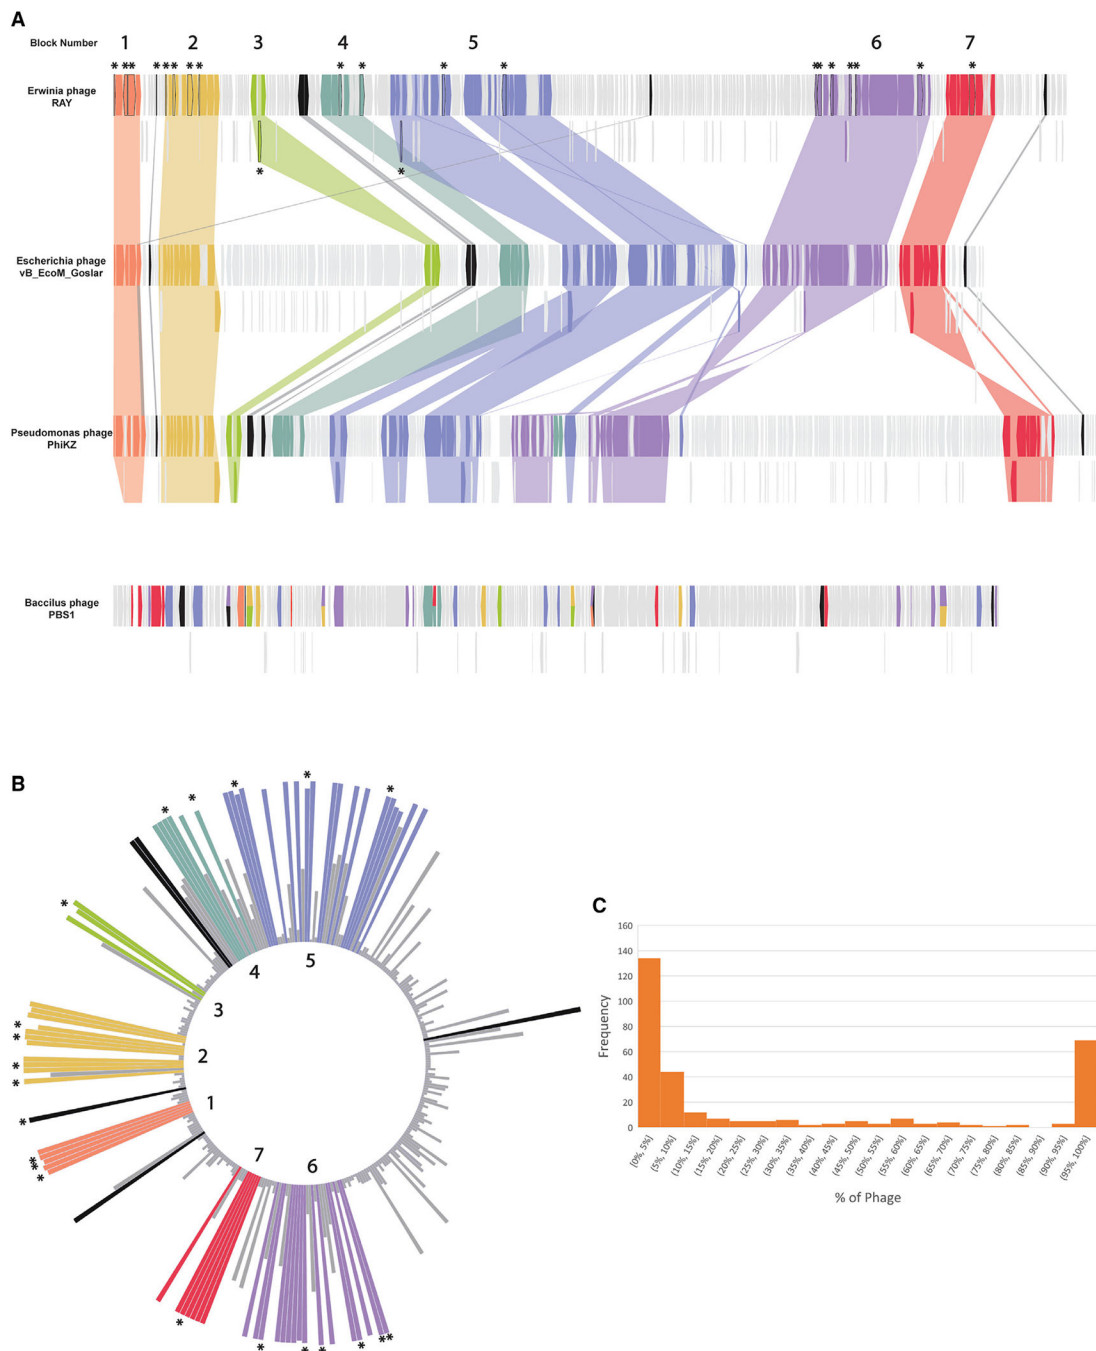 A
Block Number
1 2 3 4 5 6 7
* ** * * * * * * * * * ** * ** * *
Erwinia phage
RAY
* *
Escherichia phage
vB_EcoM_Goslar
Pseudomonas phage
PhiKZ
Baccilus phage
PBS1
B
* * * * * * * * * * * * * * * * * * * * * **
1
2
3
4
5
6
7
C
160
140
120
100
80
60
40
20
0
Frequency
[0%, 5%]
(5%, 10%]
(10%, 15%]
(15%, 20%]
(20%, 25%]
(25%, 30%]
(30%, 35%]
(35%, 40%]
(40%, 45%]
(45%, 50%]
(50%, 55%]
(55%, 60%]
(60%, 65%]
(65%, 70%]
(70%, 75%]
(75%, 80%]
(80%, 85%]
(85%, 90%]
(90%, 95%]
(95%, 100%]
% of Phage